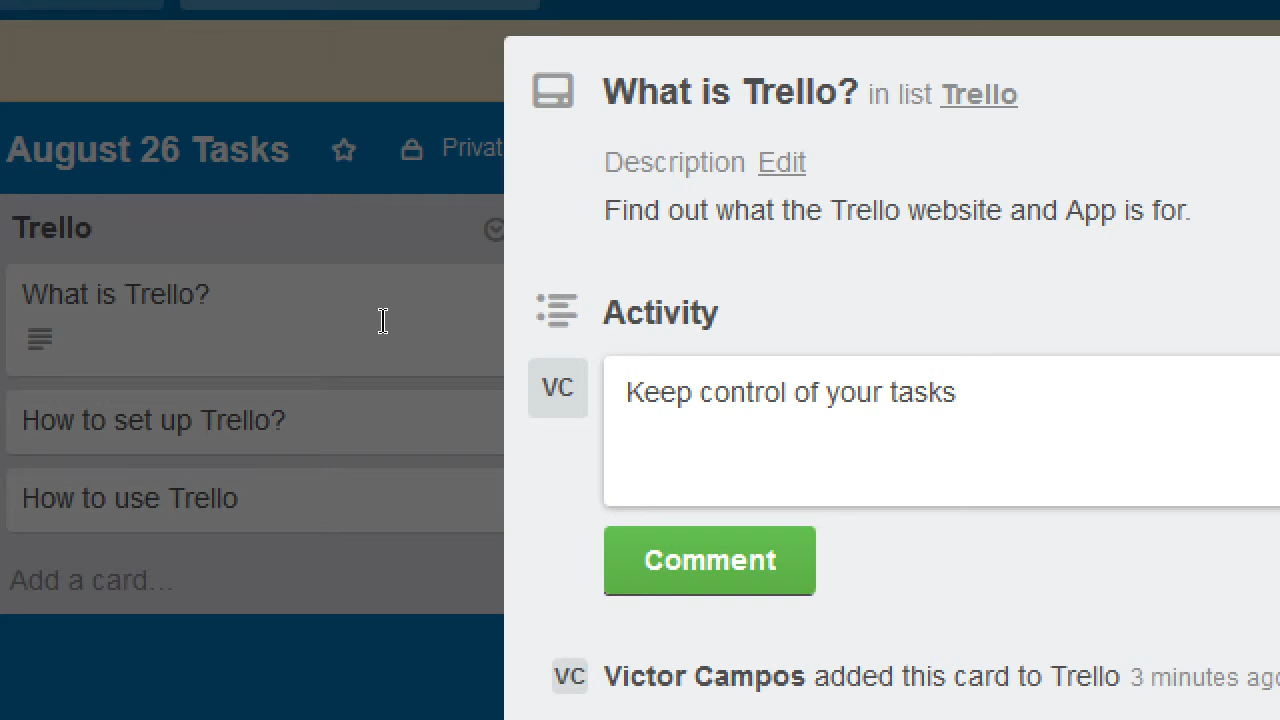 August 26 Tasks
Privat
Trello
What is Trello?
How to set up Trello?
How to use Trello
Add a card...
What is Trello? in list Trello
Description Edit
Find out what the Trello website and App is for.
Activity
VC
Keep control of your tasks
Comment
VC Victor Campos added this card to Trello 3 minutes ago